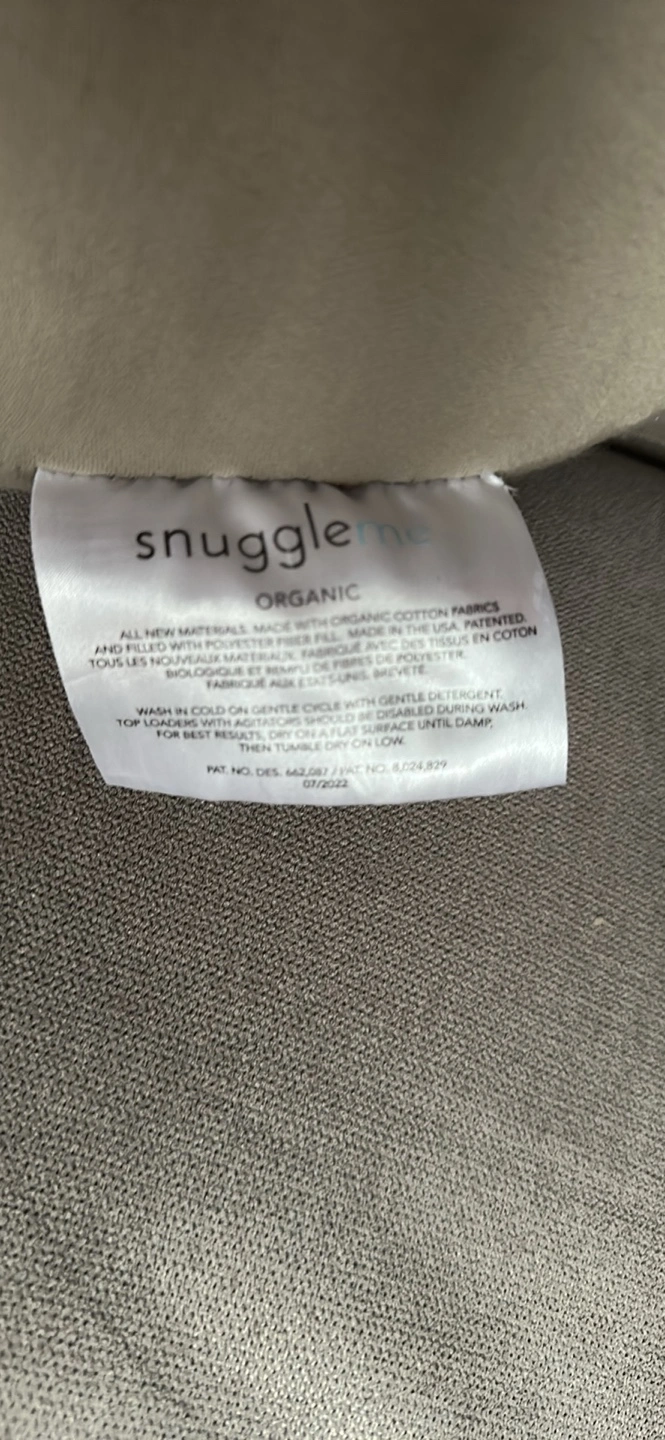 snuggleme
ORGANIC
ALL NEW MATERIALS. MADE WITH ORGANIC COTTON FABRICS
AND FILLED WITH POLYESTER FIBER FILL. MADE IN THE USA. PATENTED.
TOUS LES NOUVEAUX MATERIAUX. FABRIQUÉ AVEC DES TISSUS EN COTON
BIOLOGIQUE ET REMPLI DE FIBRES DE POLYESTER.
FABRIQUÉ AUX ETATS-UNIS. BREVETÉ.
WASH IN COLD ON GENTLE CYCLE WITH GENTLE DETERGENT.
TOP LOADERS WITH AGITATORS SHOULD BE DISABLED DURING WASH.
FOR BEST RESULTS, DRY ON A FLAT SURFACE UNTIL DAMP,
THEN TUMBLE DRY ON LOW.
PAT. NO. DES. 662,087 / PAT. NO. 8,024,829
07/2022